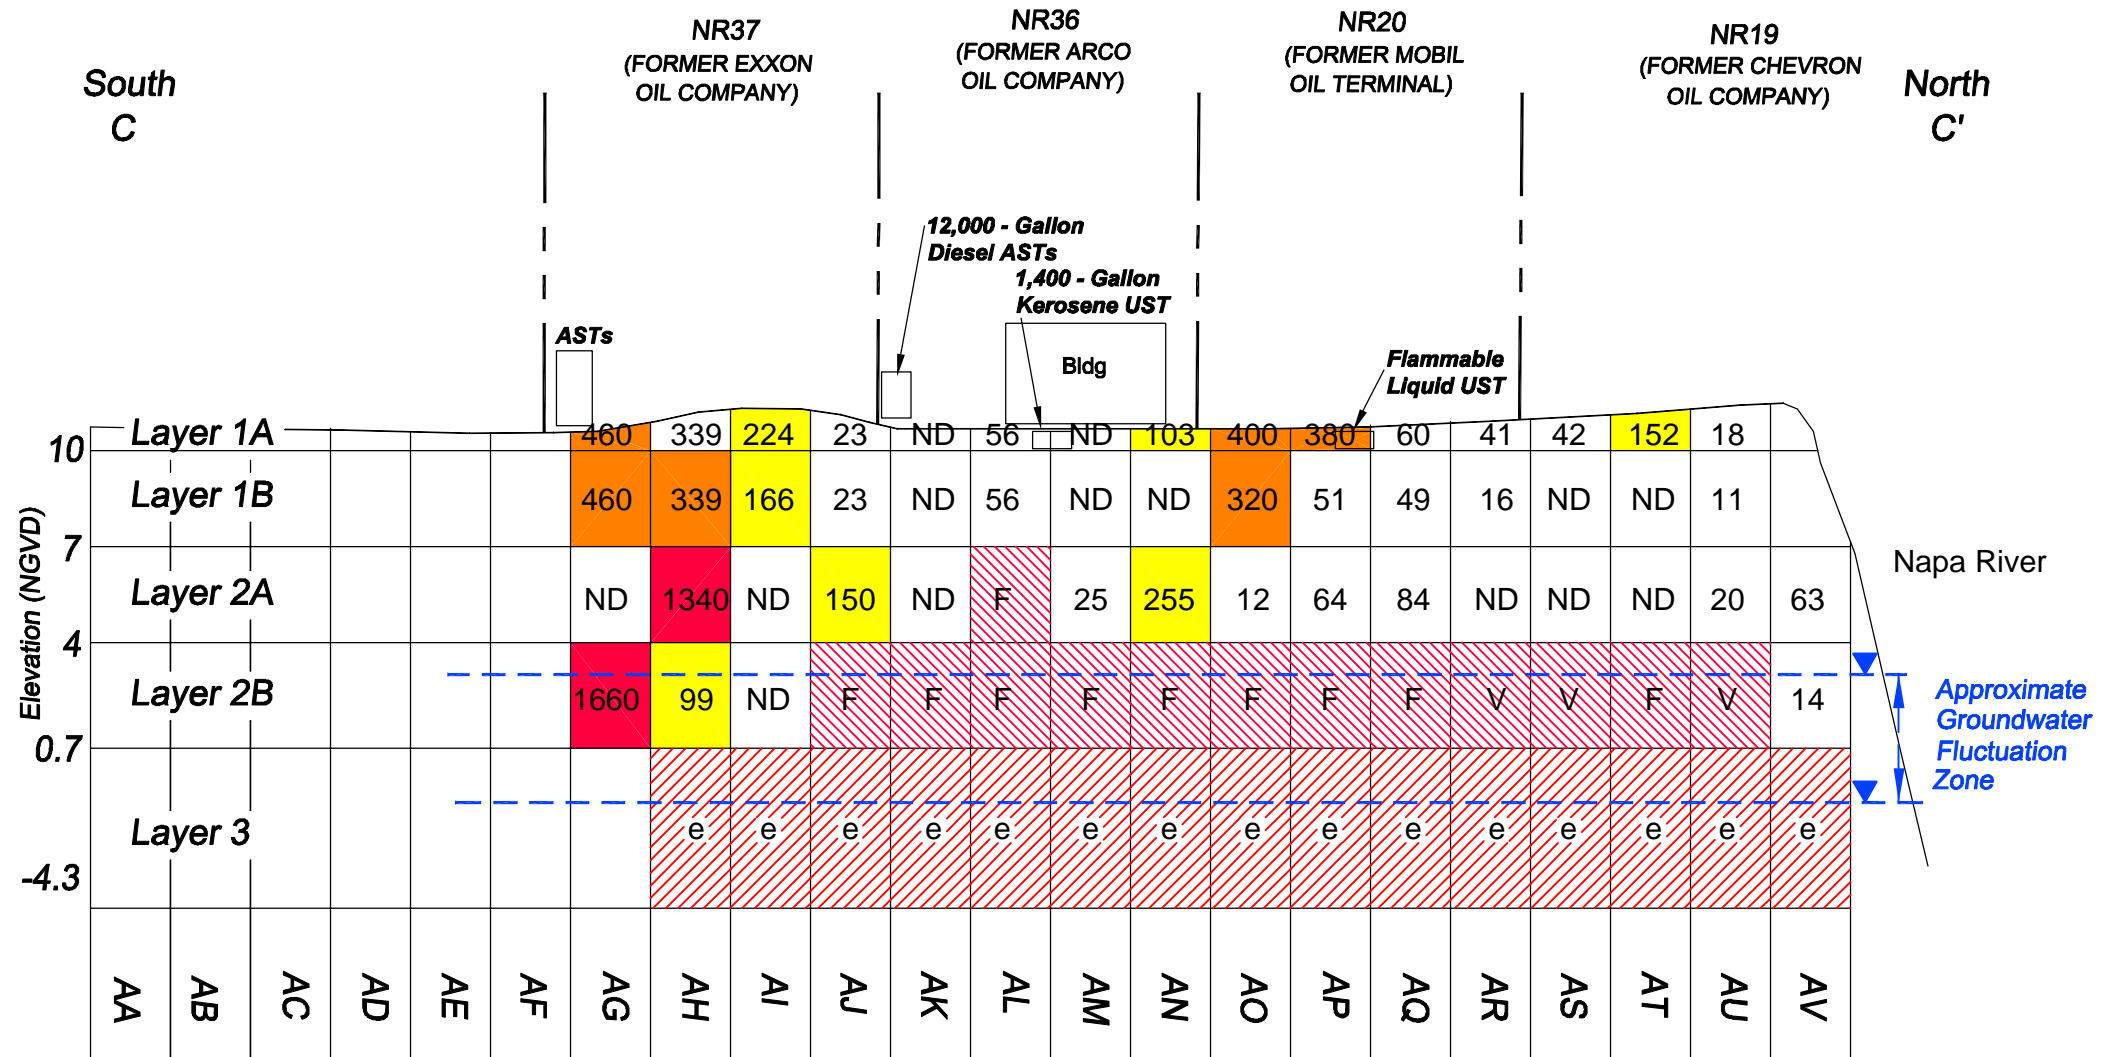 South
C
NR37
(FORMER EXXON
OIL COMPANY)
NR36
(FORMER ARCO
OIL COMPANY)
NR20
(FORMER MOBIL
OIL TERMINAL)
NR19
(FORMER CHEVRON
OIL COMPANY)
North
C'
12,000 - Gallon
Diesel ASTs
1,400 - Gallon
Kerosene UST
ASTs
Bldg
Flammable
Liquid UST
Elevation (NGVD)
Layer 1A 460 339 224 23 ND 56 ND 103 400 380 60 41 42 152 18
10
Layer 1B 460 339 166 23 ND 56 ND ND 320 51 49 16 ND ND 11
7
Layer 2A ND 1340 ND 150 ND F 25 255 12 64 84 ND ND ND 20 63
4
Layer 2B 1660 99 ND F F F F F F F F V V F V 14
0.7
Layer 3 e e e e e e e e e e e e e e e
-4.3
Napa River
Approximate
Groundwater
Fluctuation
Zone
AA AB AC AD AE AF AG AH AI AJ AK AL AM AN AO AP AQ AR AS AT AU AV